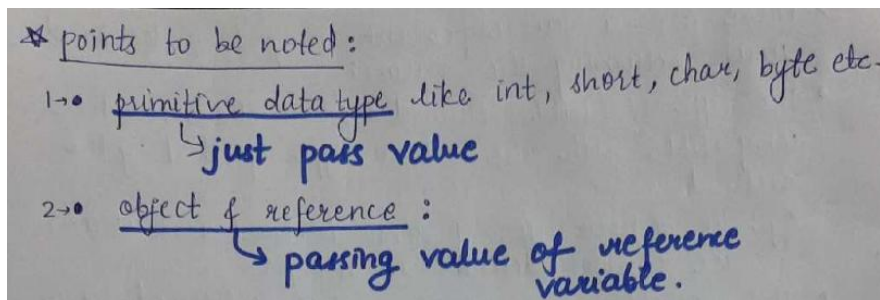 * points to be noted :
1→• primitive data type like int, short, char, byte etc.
↳ just pass value
2→• object & reference :
↳ passing value of reference
variable.